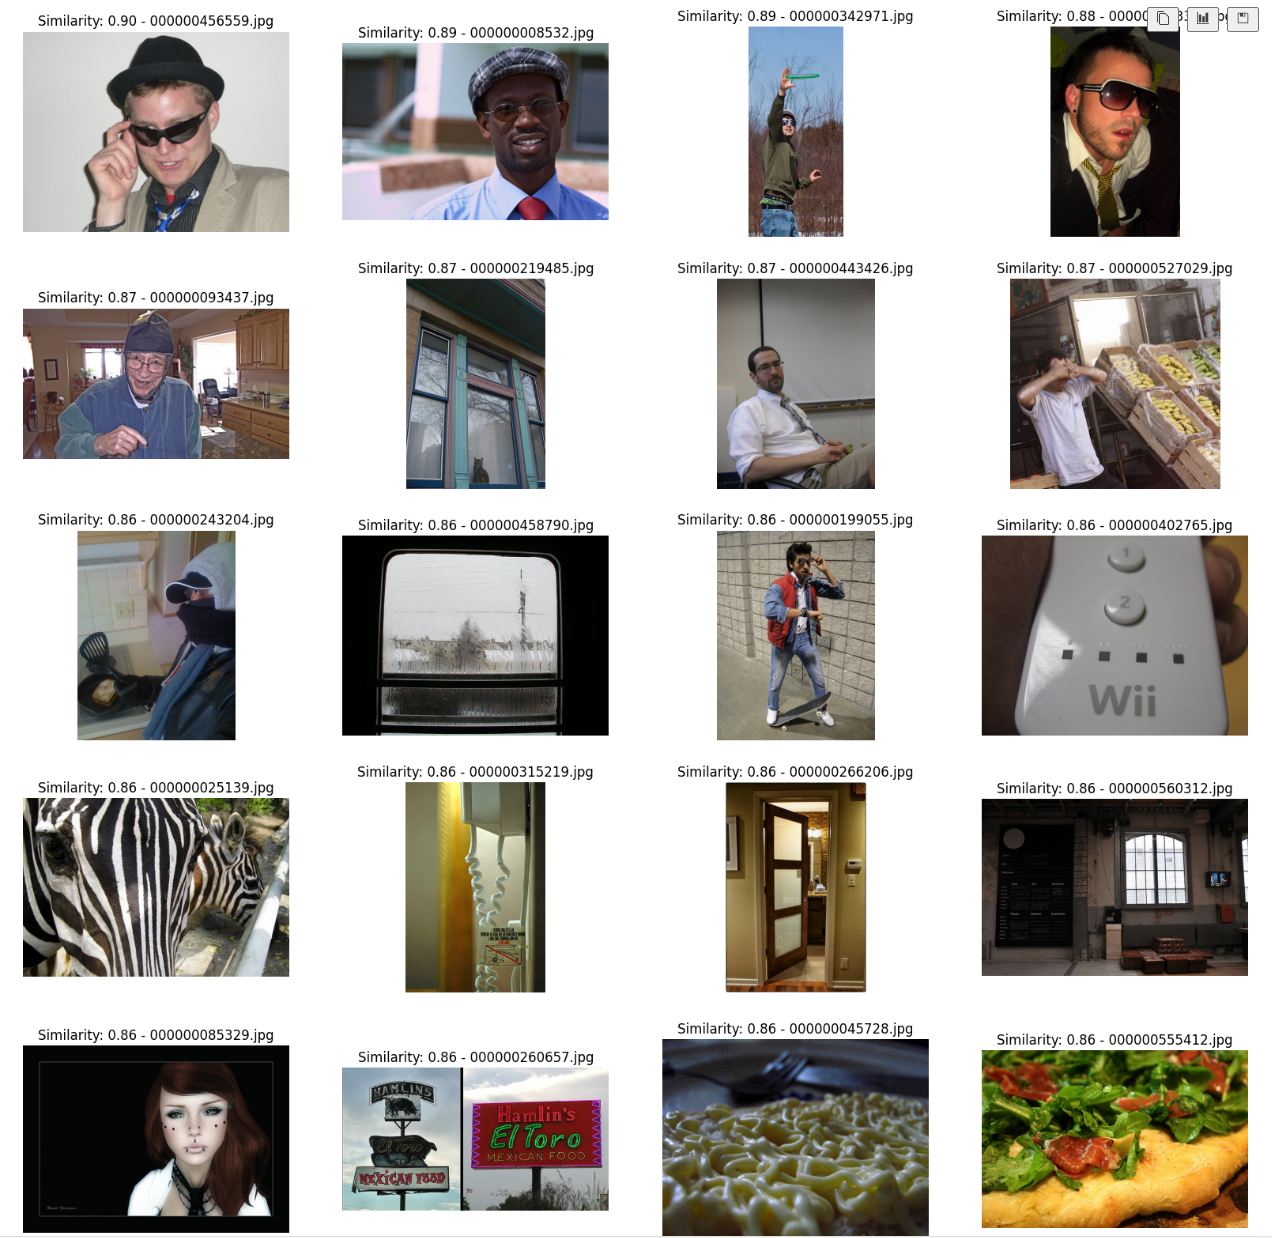 Similarity: 0.90 - 000000456559.jpg
Similarity: 0.89 - 000000008532.jpg
Similarity: 0.89 - 000000342971.jpg
Similarity: 0.88 -
Similarity: 0.87 - 000000093437.jpg
Similarity: 0.87 - 000000219485.jpg
Similarity: 0.87 - 000000443426.jpg
Similarity: 0.87 - 000000527029.jpg
Similarity: 0.86 - 000000243204.jpg
Similarity: 0.86 - 000000458790.jpg
Similarity: 0.86 - 000000199055.jpg
Similarity: 0.86 - 000000402765.jpg
1
2
Wii
Similarity: 0.86 - 000000025139.jpg
Similarity: 0.86 - 000000315219.jpg
Similarity: 0.86 - 000000266206.jpg
Similarity: 0.86 - 000000560312.jpg
Similarity: 0.86 - 000000085329.jpg
Similarity: 0.86 - 000000260657.jpg
HAMLINS
El Toro
MEXICAN FOOD
Hamlin's
El Toro
MEXICAN FOOD
Similarity: 0.86 - 000000045728.jpg
Similarity: 0.86 - 000000555412.jpg